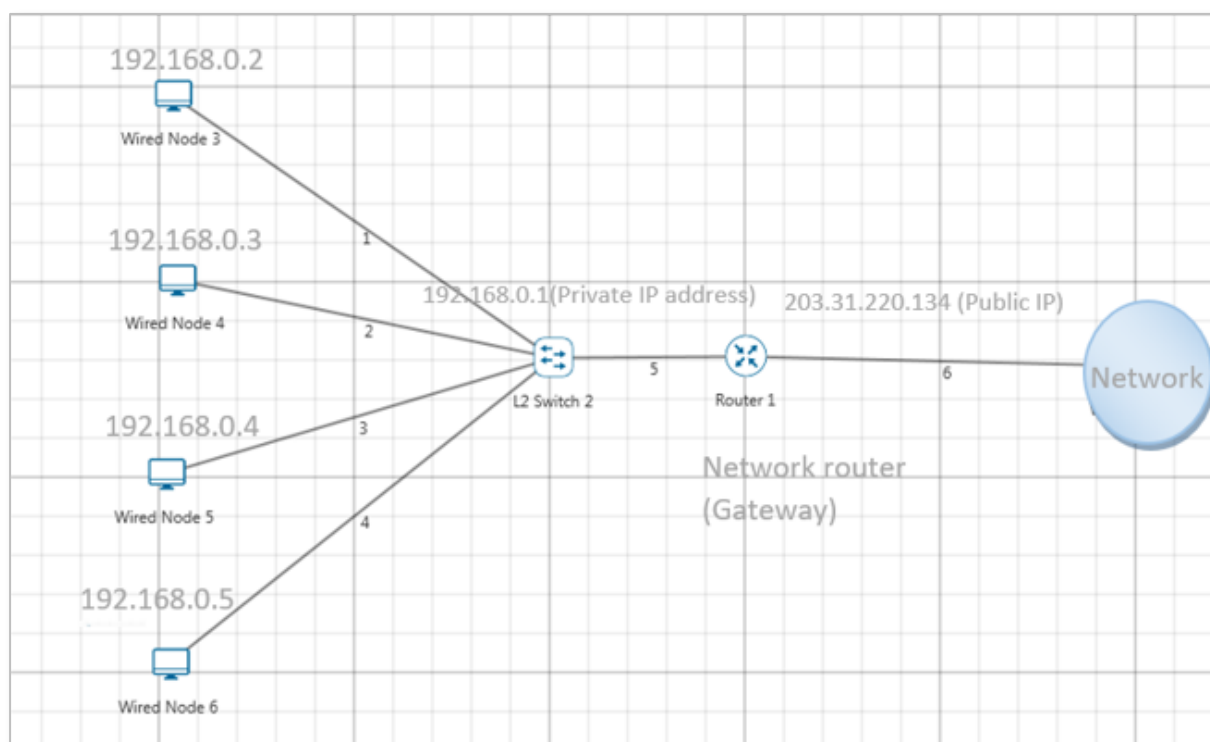 192.168.0.2
Wired Node 3
1
192.168.0.3
Wired Node 4
2
192.168.0.1(Private IP address)
203.31.220.134 (Public IP)
L2 Switch 2
5
Router 1
6
Network
192.168.0.4
Wired Node 5
3
Network router
(Gateway)
4
192.168.0.5
Wired Node 6